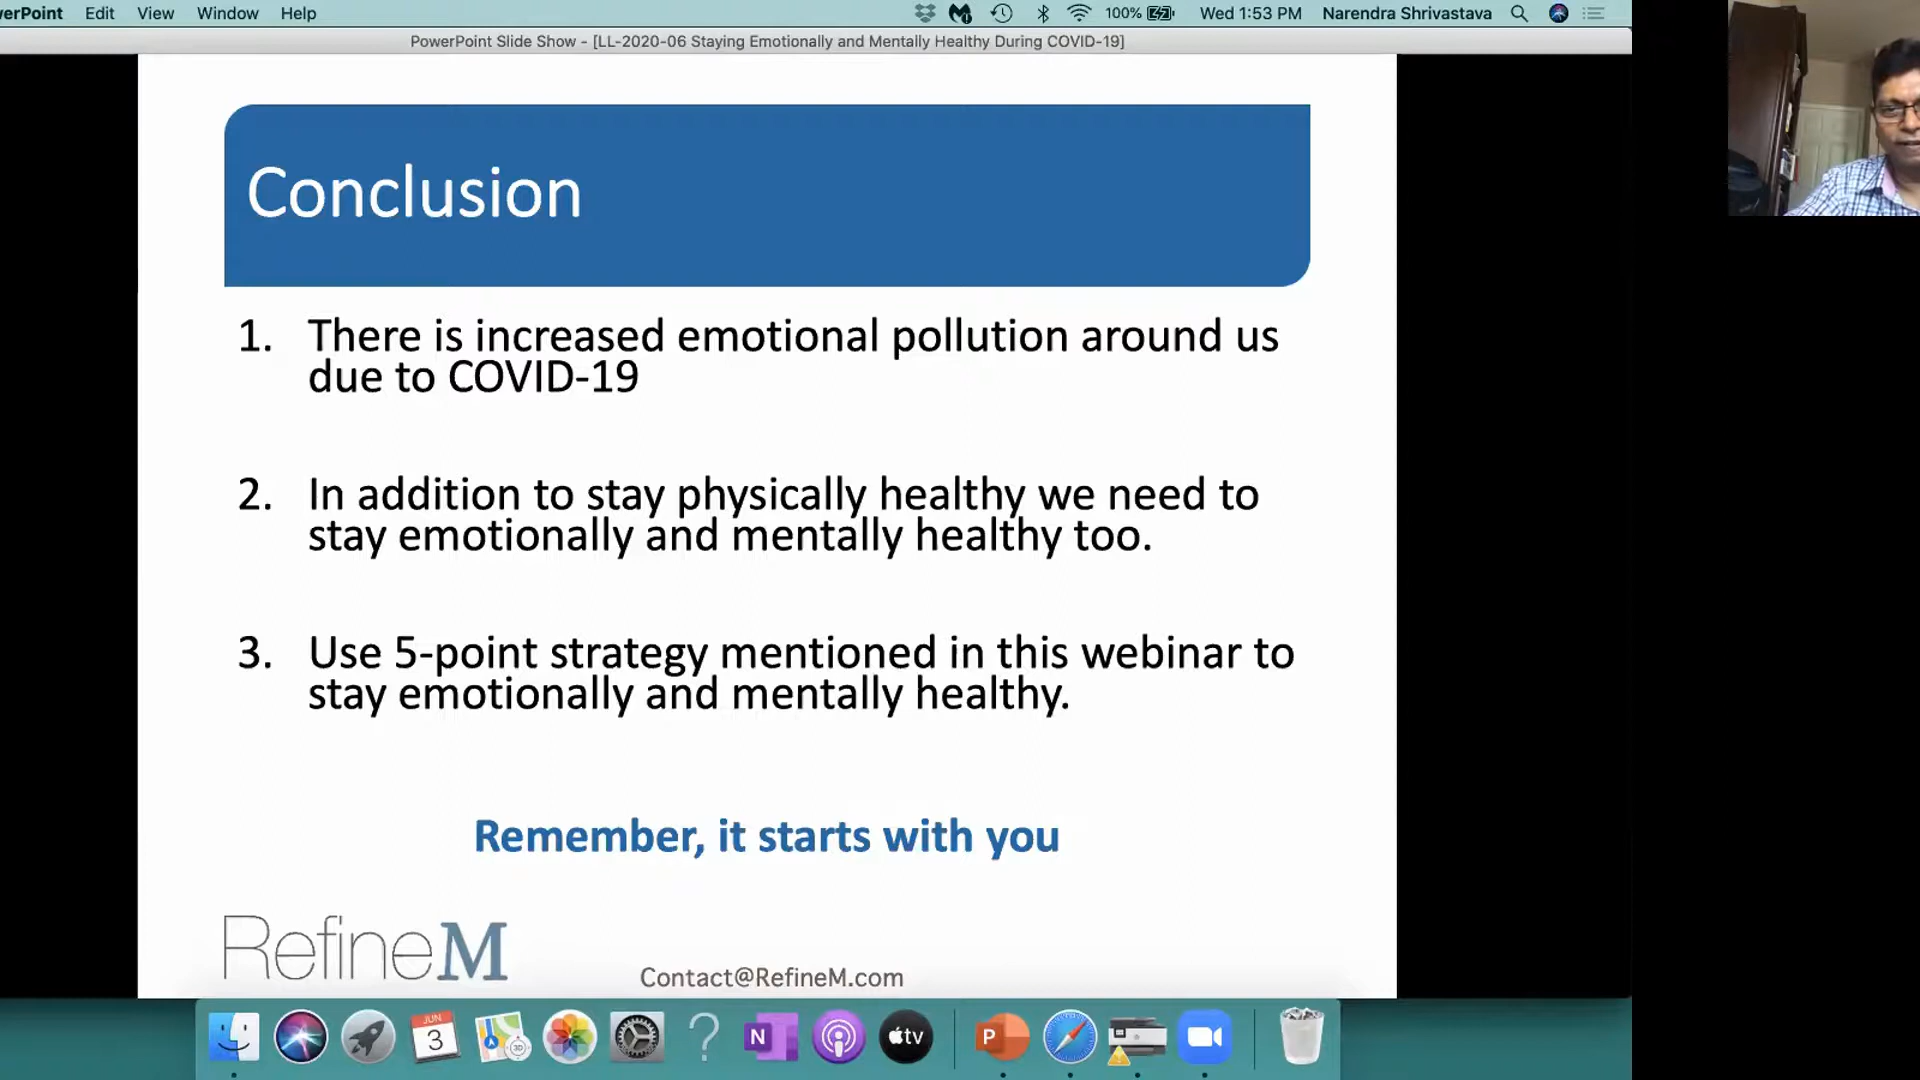 erPoint Edit View Window Help 100% Wed 1:53 PM Narendra Shrivastava
PowerPoint Slide Show - [LL-2020-06 Staying Emotionally and Mentally Healthy During COVID-19]
Conclusion
1. There is increased emotional pollution around us
due to COVID-19
2. In addition to stay physically healthy we need to
stay emotionally and mentally healthy too.
3. Use 5-point strategy mentioned in this webinar to
stay emotionally and mentally healthy.
Remember, it starts with you
RefineM
Contact@RefineM.com
JUN
3
3D
?
N
tv
P